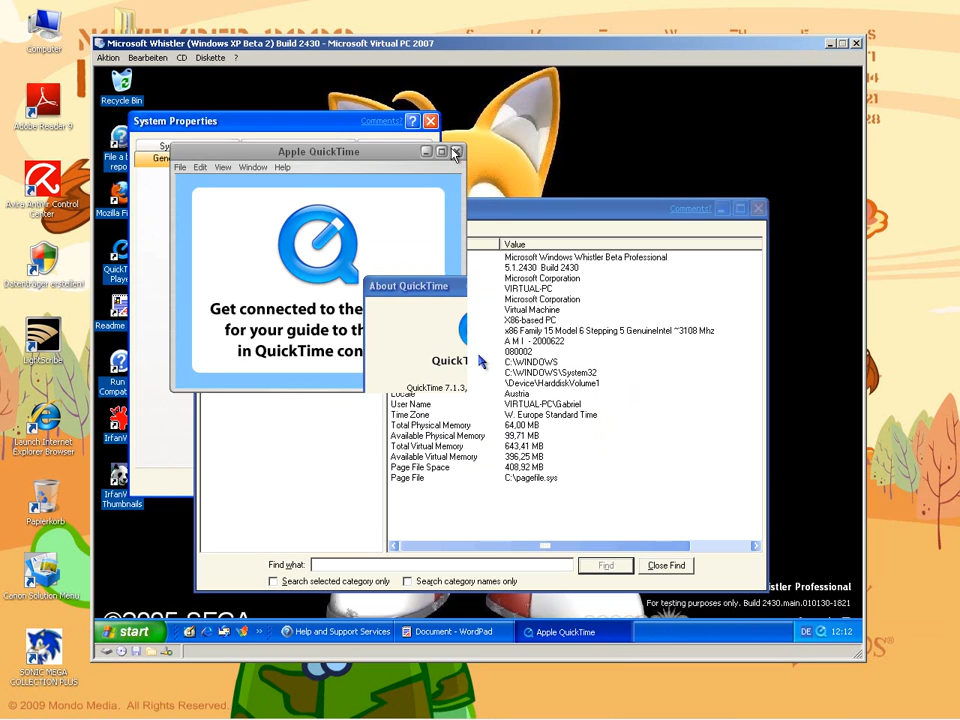 Computer
Adobe Reader 9
Avira AntiVir Control
Center
Datenträger erstellen!
LightScribe
Launch Internet
Explorer Browser
Papierkorb
Canon Solution Menu
SONIC MEGA
COLLECTION PLUS
© 2009 Mondo Media. All Rights Reserved.
Microsoft Whistler (Windows XP Beta 2) Build 2430 - Microsoft Virtual PC 2007
Aktion Bearbeiten CD Diskette ?
Recycle Bin
File a b
repo
Mozilla Fi
QuickT
Playe
Readme
Run
Compat
IrfanV
IrfanV
Thumbnails
System Properties
Comments?
Sy
Gen
Apple QuickTime
File Edit View Window Help
Get connected to the
for your guide to th
in QuickTime con
About QuickTime
QuickT
QuickTime 7.1.3,
Comments?
Value
Microsoft Windows Whistler Beta Professional
5.1.2430 Build 2430
Microsoft Corporation
VIRTUAL-PC
Microsoft Corporation
Virtual Machine
X86-based PC
x86 Family 15 Model 6 Stepping 5 GenuineIntel ~3108 Mhz
A M I - 2000622
080002
C:\WINDOWS
C:\WINDOWS\System32
\Device\HarddiskVolume1
Locale Austria
User Name VIRTUAL-PC\Gabriel
Time Zone W. Europe Standard Time
Total Physical Memory 64,00 MB
Available Physical Memory 99,71 MB
Total Virtual Memory 643,41 MB
Available Virtual Memory 396,25 MB
Page File Space 408,92 MB
Page File C:\pagefile.sys
Find what:
Find
Close Find
Search selected category only
Search category names only
stler Professional
For testing purposes only. Build 2430.main.010130-1821
©2005 SEGA
start
Help and Support Services
Document - WordPad
Apple QuickTime
DE
12:12